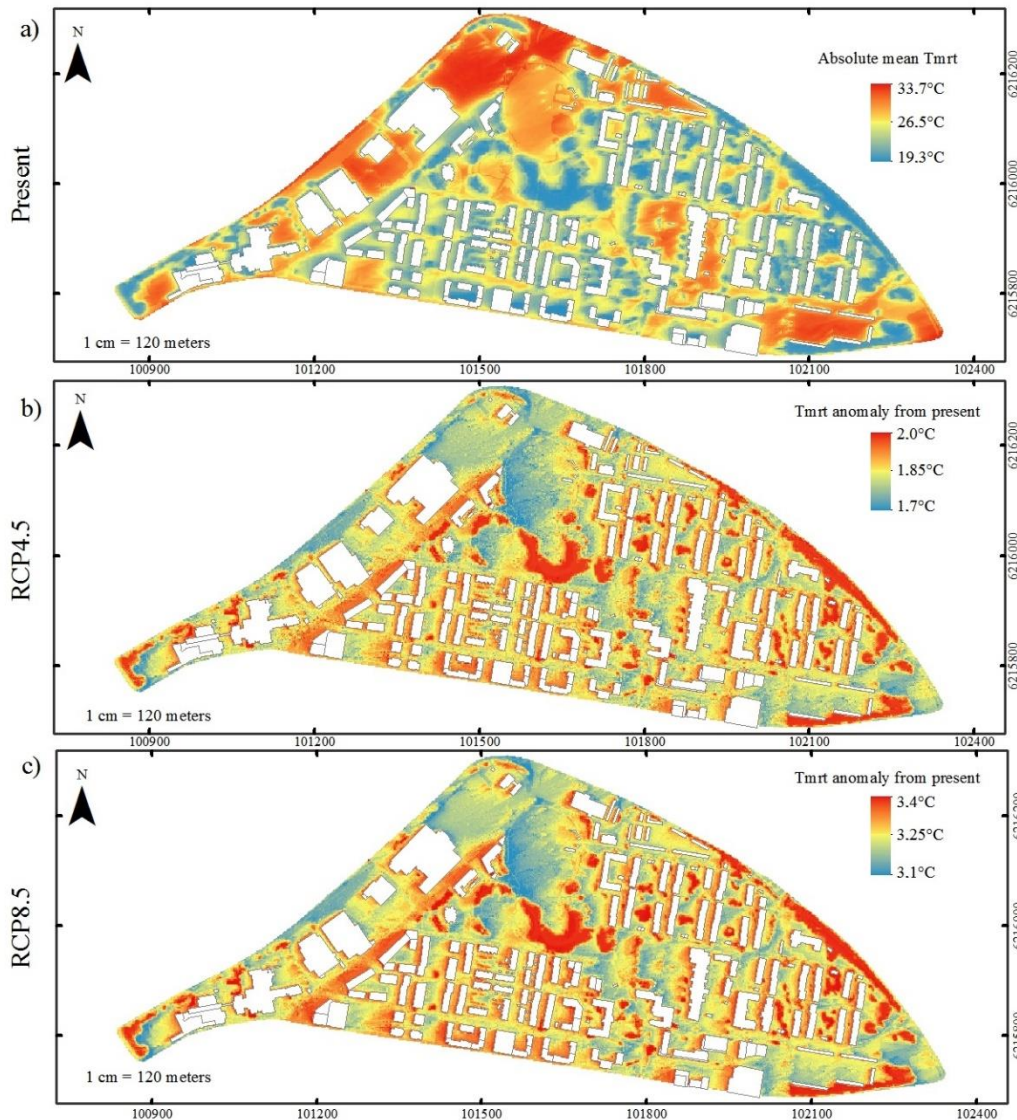 a)
N
Absolute mean Tmrt
33.7°C
26.5°C
19.3°C
Present
6216200
6216000
6215800
1 cm = 120 meters
100900 101200 101500 101800 102100 102400
b)
N
Tmrt anomaly from present
2.0°C
1.85°C
1.7°C
RCP4.5
6216200
6216000
6215800
1 cm = 120 meters
100900 101200 101500 101800 102100 102400
c)
N
Tmrt anomaly from present
3.4°C
3.25°C
3.1°C
RCP8.5
6216200
6216000
6215800
1 cm = 120 meters
100900 101200 101500 101800 102100 102400